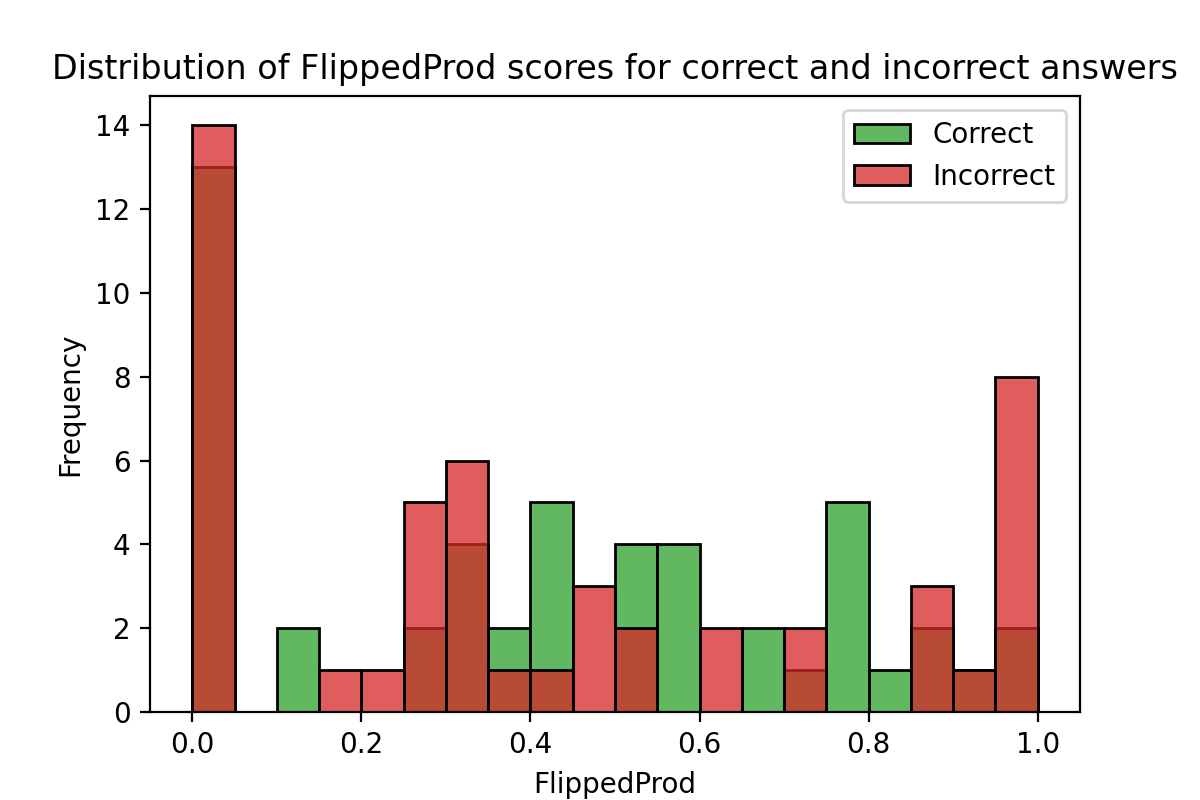 Distribution of FlippedProd scores for correct and incorrect answers
Correct
Incorrect
14
12
10
8
6
4
2
0
Frequency
0.0 0.2 0.4 0.6 0.8 1.0
FlippedProd